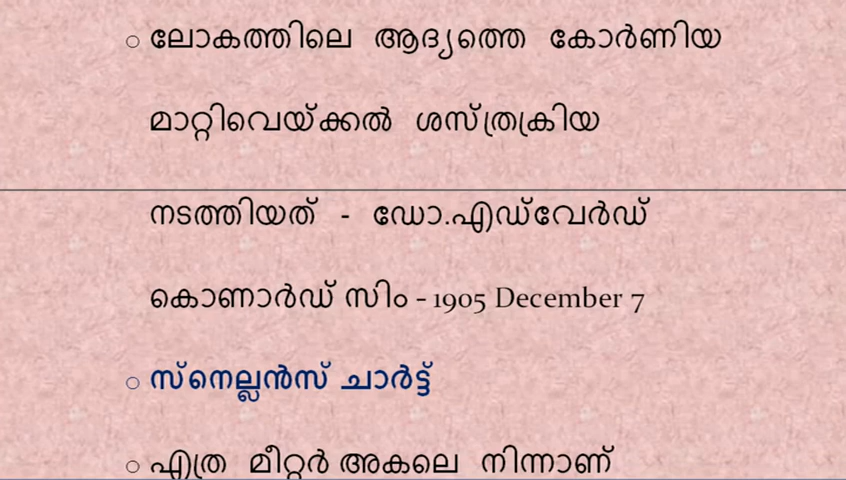 ○ ലോകത്തിലെ ആദ്യത്തെ കോർണിയ
മാറ്റിവെയ്ക്കൽ ശസ്ത്രക്രിയ
നടത്തിയത് - ഡോ.എഡ്വേർഡ്
കൊണാർഡ് സിം - 1905 December 7
○ സ്നെല്ലൻസ് ചാർട്ട്
○ എത്ര മീറ്റർ അകലെ നിന്നാണ്